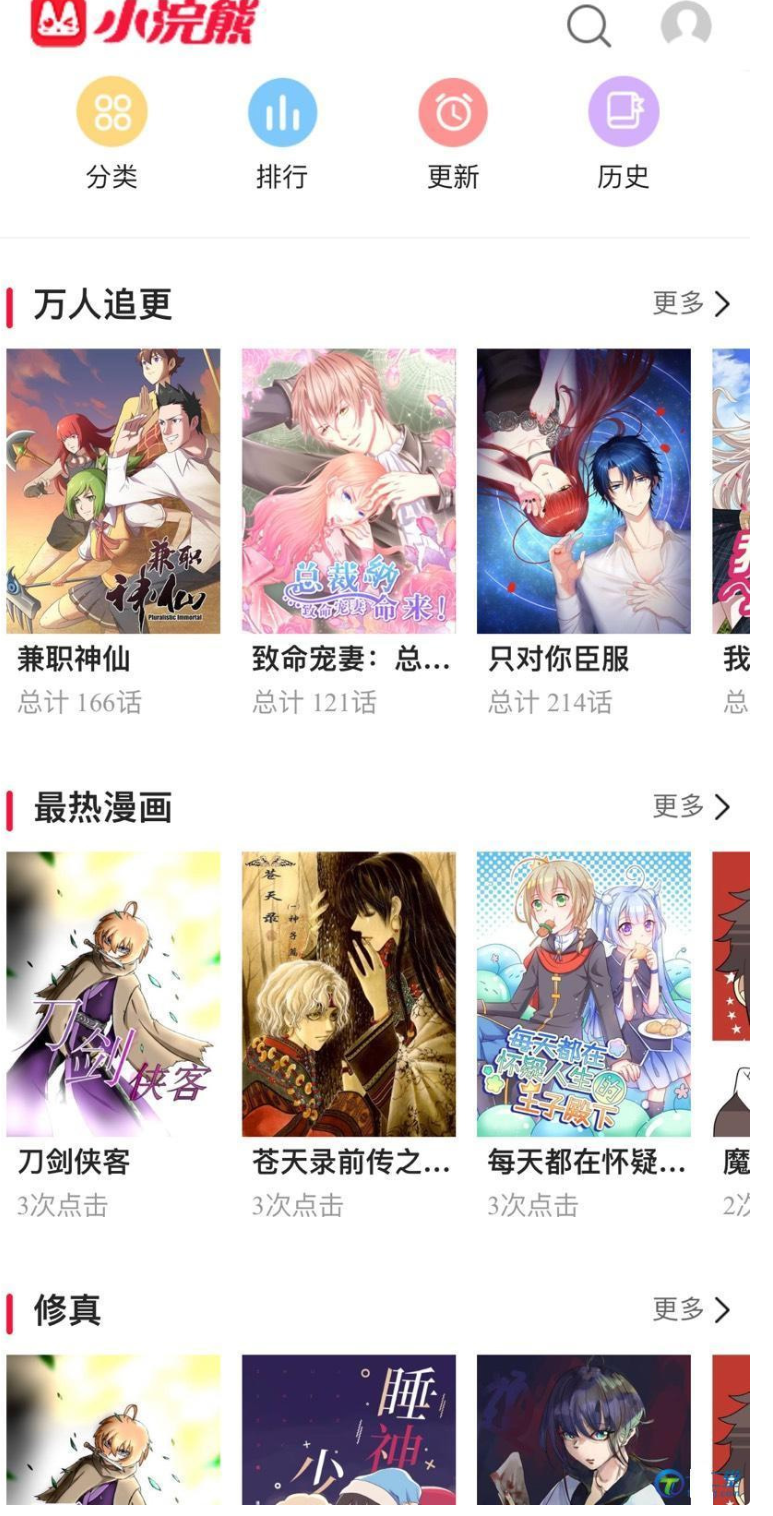 小浣熊
分类 排行 更新 历史
万人追更 更多
兼职
神仙
Pluralistic Immortal
总裁纳
致命宠妻 命来!
兼职神仙 致命宠妻：总... 只对你臣服 我
总计 166话 总计 121话 总计 214话 总
最热漫画 更多
苍天录
刀剑侠客
每天都在
怀疑人生的
王子殿下
刀剑侠客 苍天录前传之... 每天都在怀疑... 魔
3次点击 3次点击 3次点击 2次
修真 更多
睡神
少